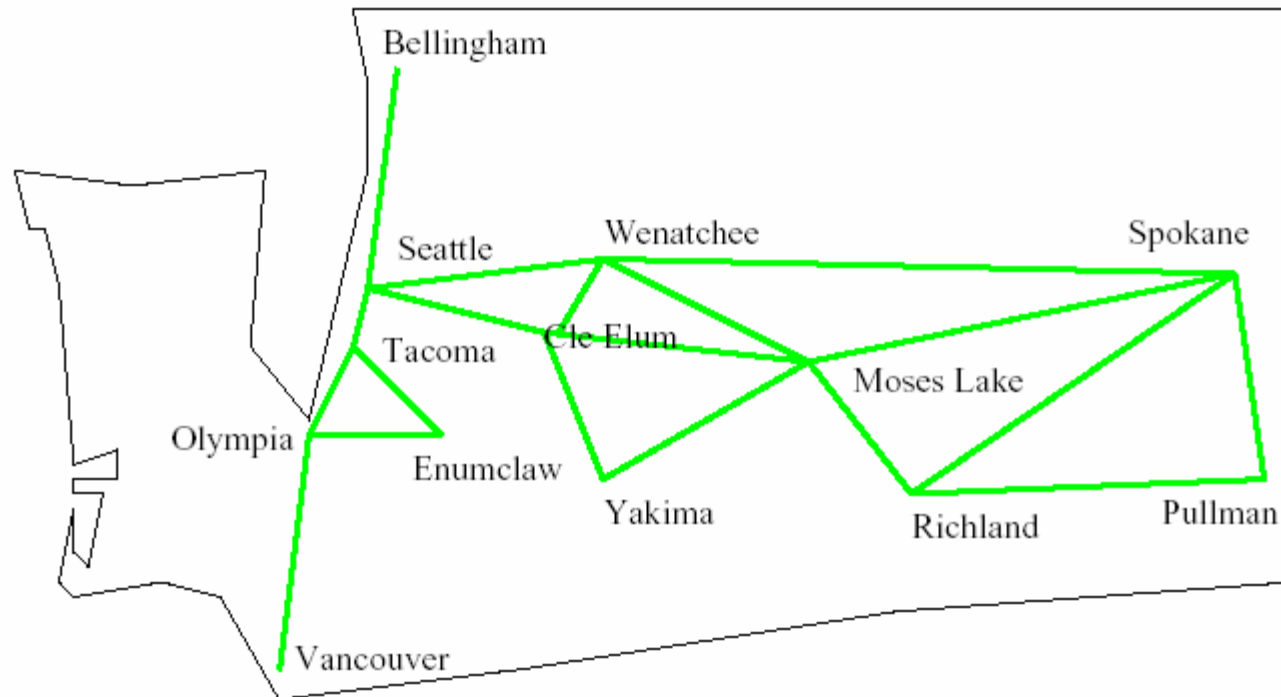 Bellingham
Wenatchee
Spokane
Seattle
Cle Elum
Tacoma
Moses Lake
Olympia
Enumclaw
Yakima
Richland
Pullman
Vancouver